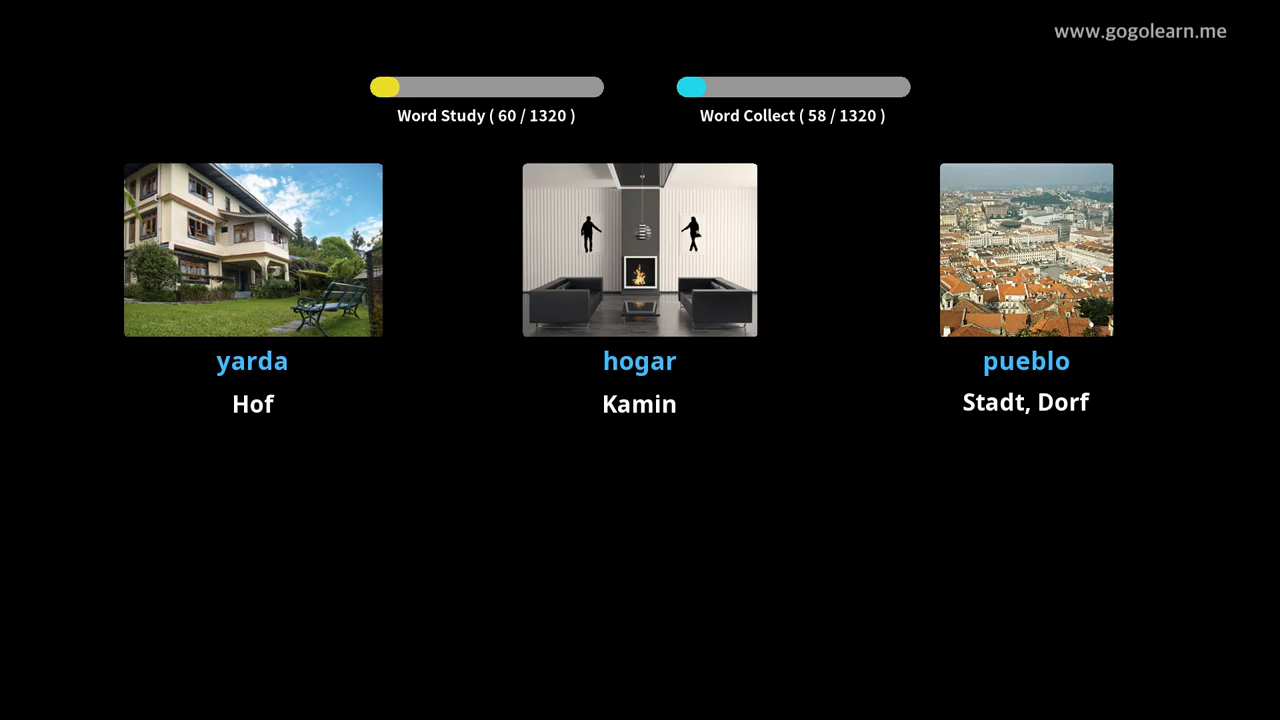 www.gogolearn.me
Word Study ( 60 / 1320 )
Word Collect ( 58 / 1320 )
yarda
hogar
pueblo
Hof
Kamin
Stadt, Dorf